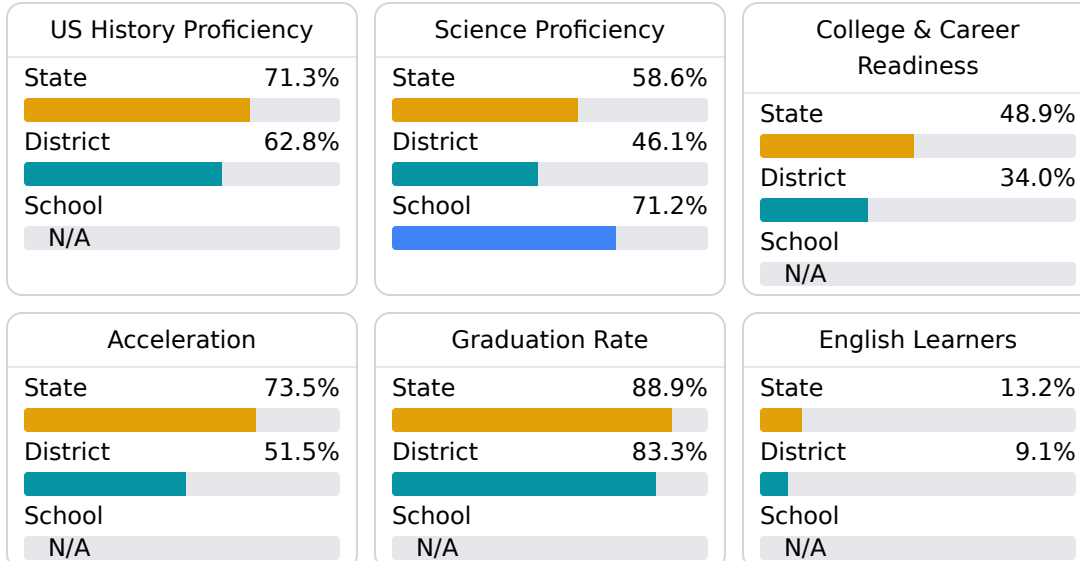 US History Proficiency
State 71.3%
District 62.8%
School
N/A
Science Proficiency
State 58.6%
District 46.1%
School 71.2%
College & Career
Readiness
State 48.9%
District 34.0%
School
N/A
Acceleration
State 73.5%
District 51.5%
School
N/A
Graduation Rate
State 88.9%
District 83.3%
School
N/A
English Learners
State 13.2%
District 9.1%
School
N/A